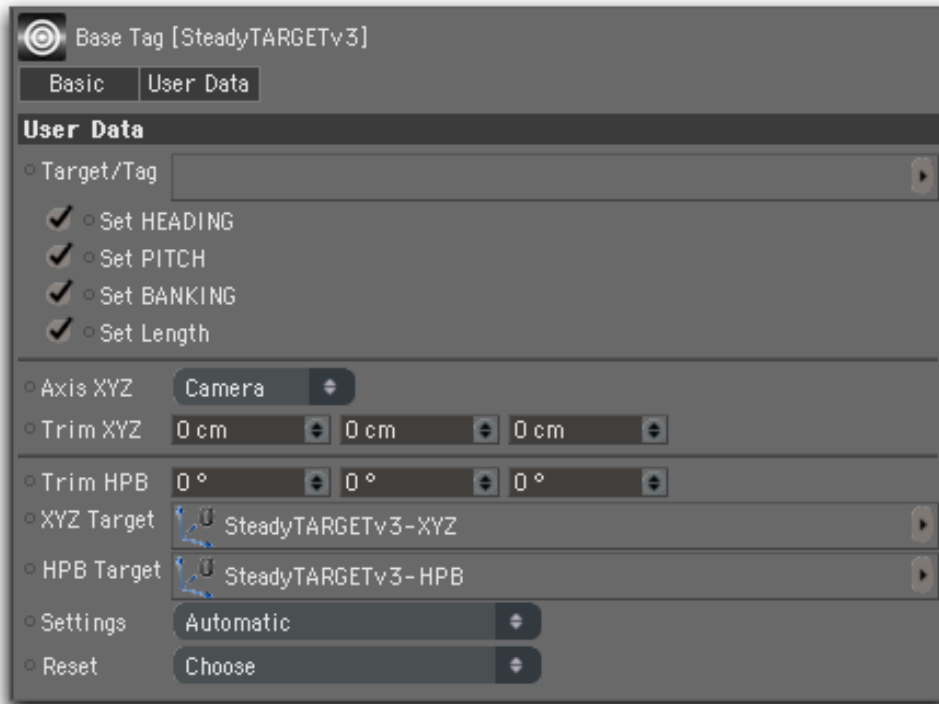 Base Tag [SteadyTARGETv3]
Basic User Data
User Data
Target/Tag
Set HEADING
Set PITCH
Set BANKING
Set Length
Axis XYZ Camera
Trim XYZ 0 cm 0 cm 0 cm
Trim HPB 0 ° 0 ° 0 °
XYZ Target SteadyTARGETv3-XYZ
HPB Target SteadyTARGETv3-HPB
Settings Automatic
Reset Choose